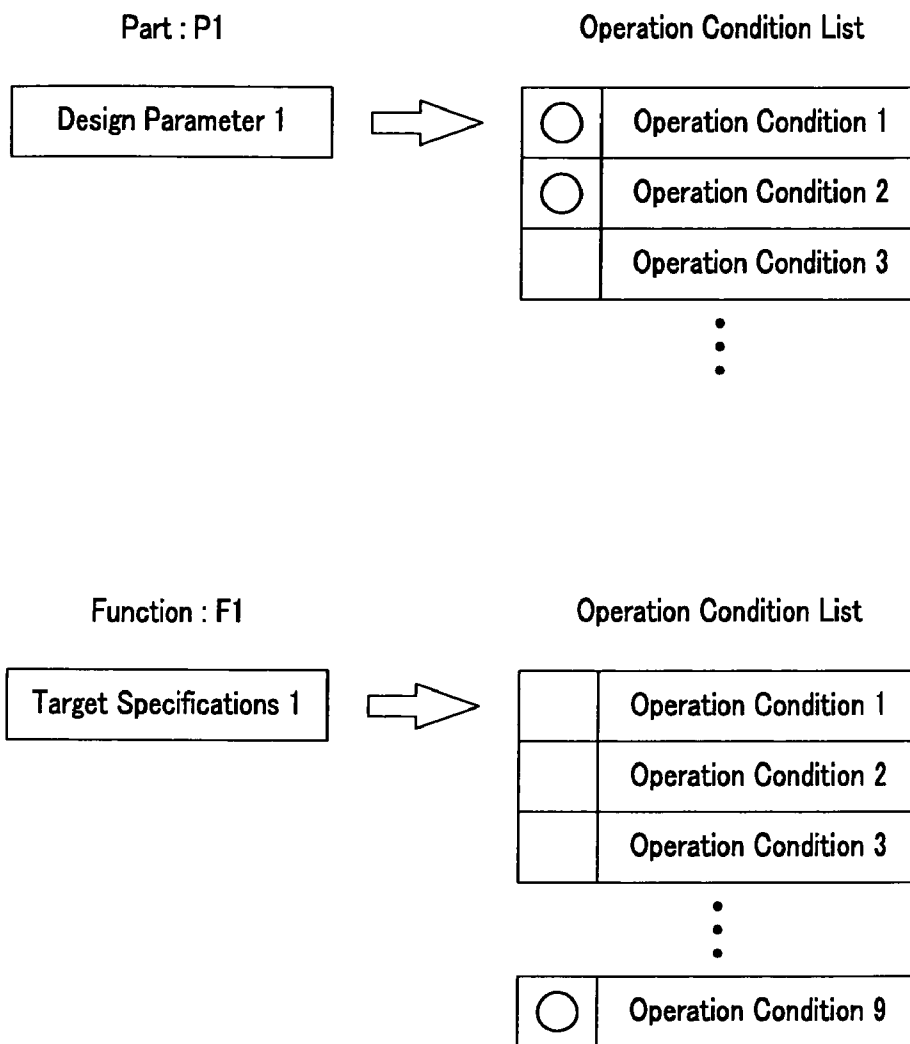 Part : P1
Operation Condition List
Design Parameter 1
Operation Condition 1
Operation Condition 2
Operation Condition 3
Function : F1
Operation Condition List
Target Specifications 1
Operation Condition 1
Operation Condition 2
Operation Condition 3
Operation Condition 9